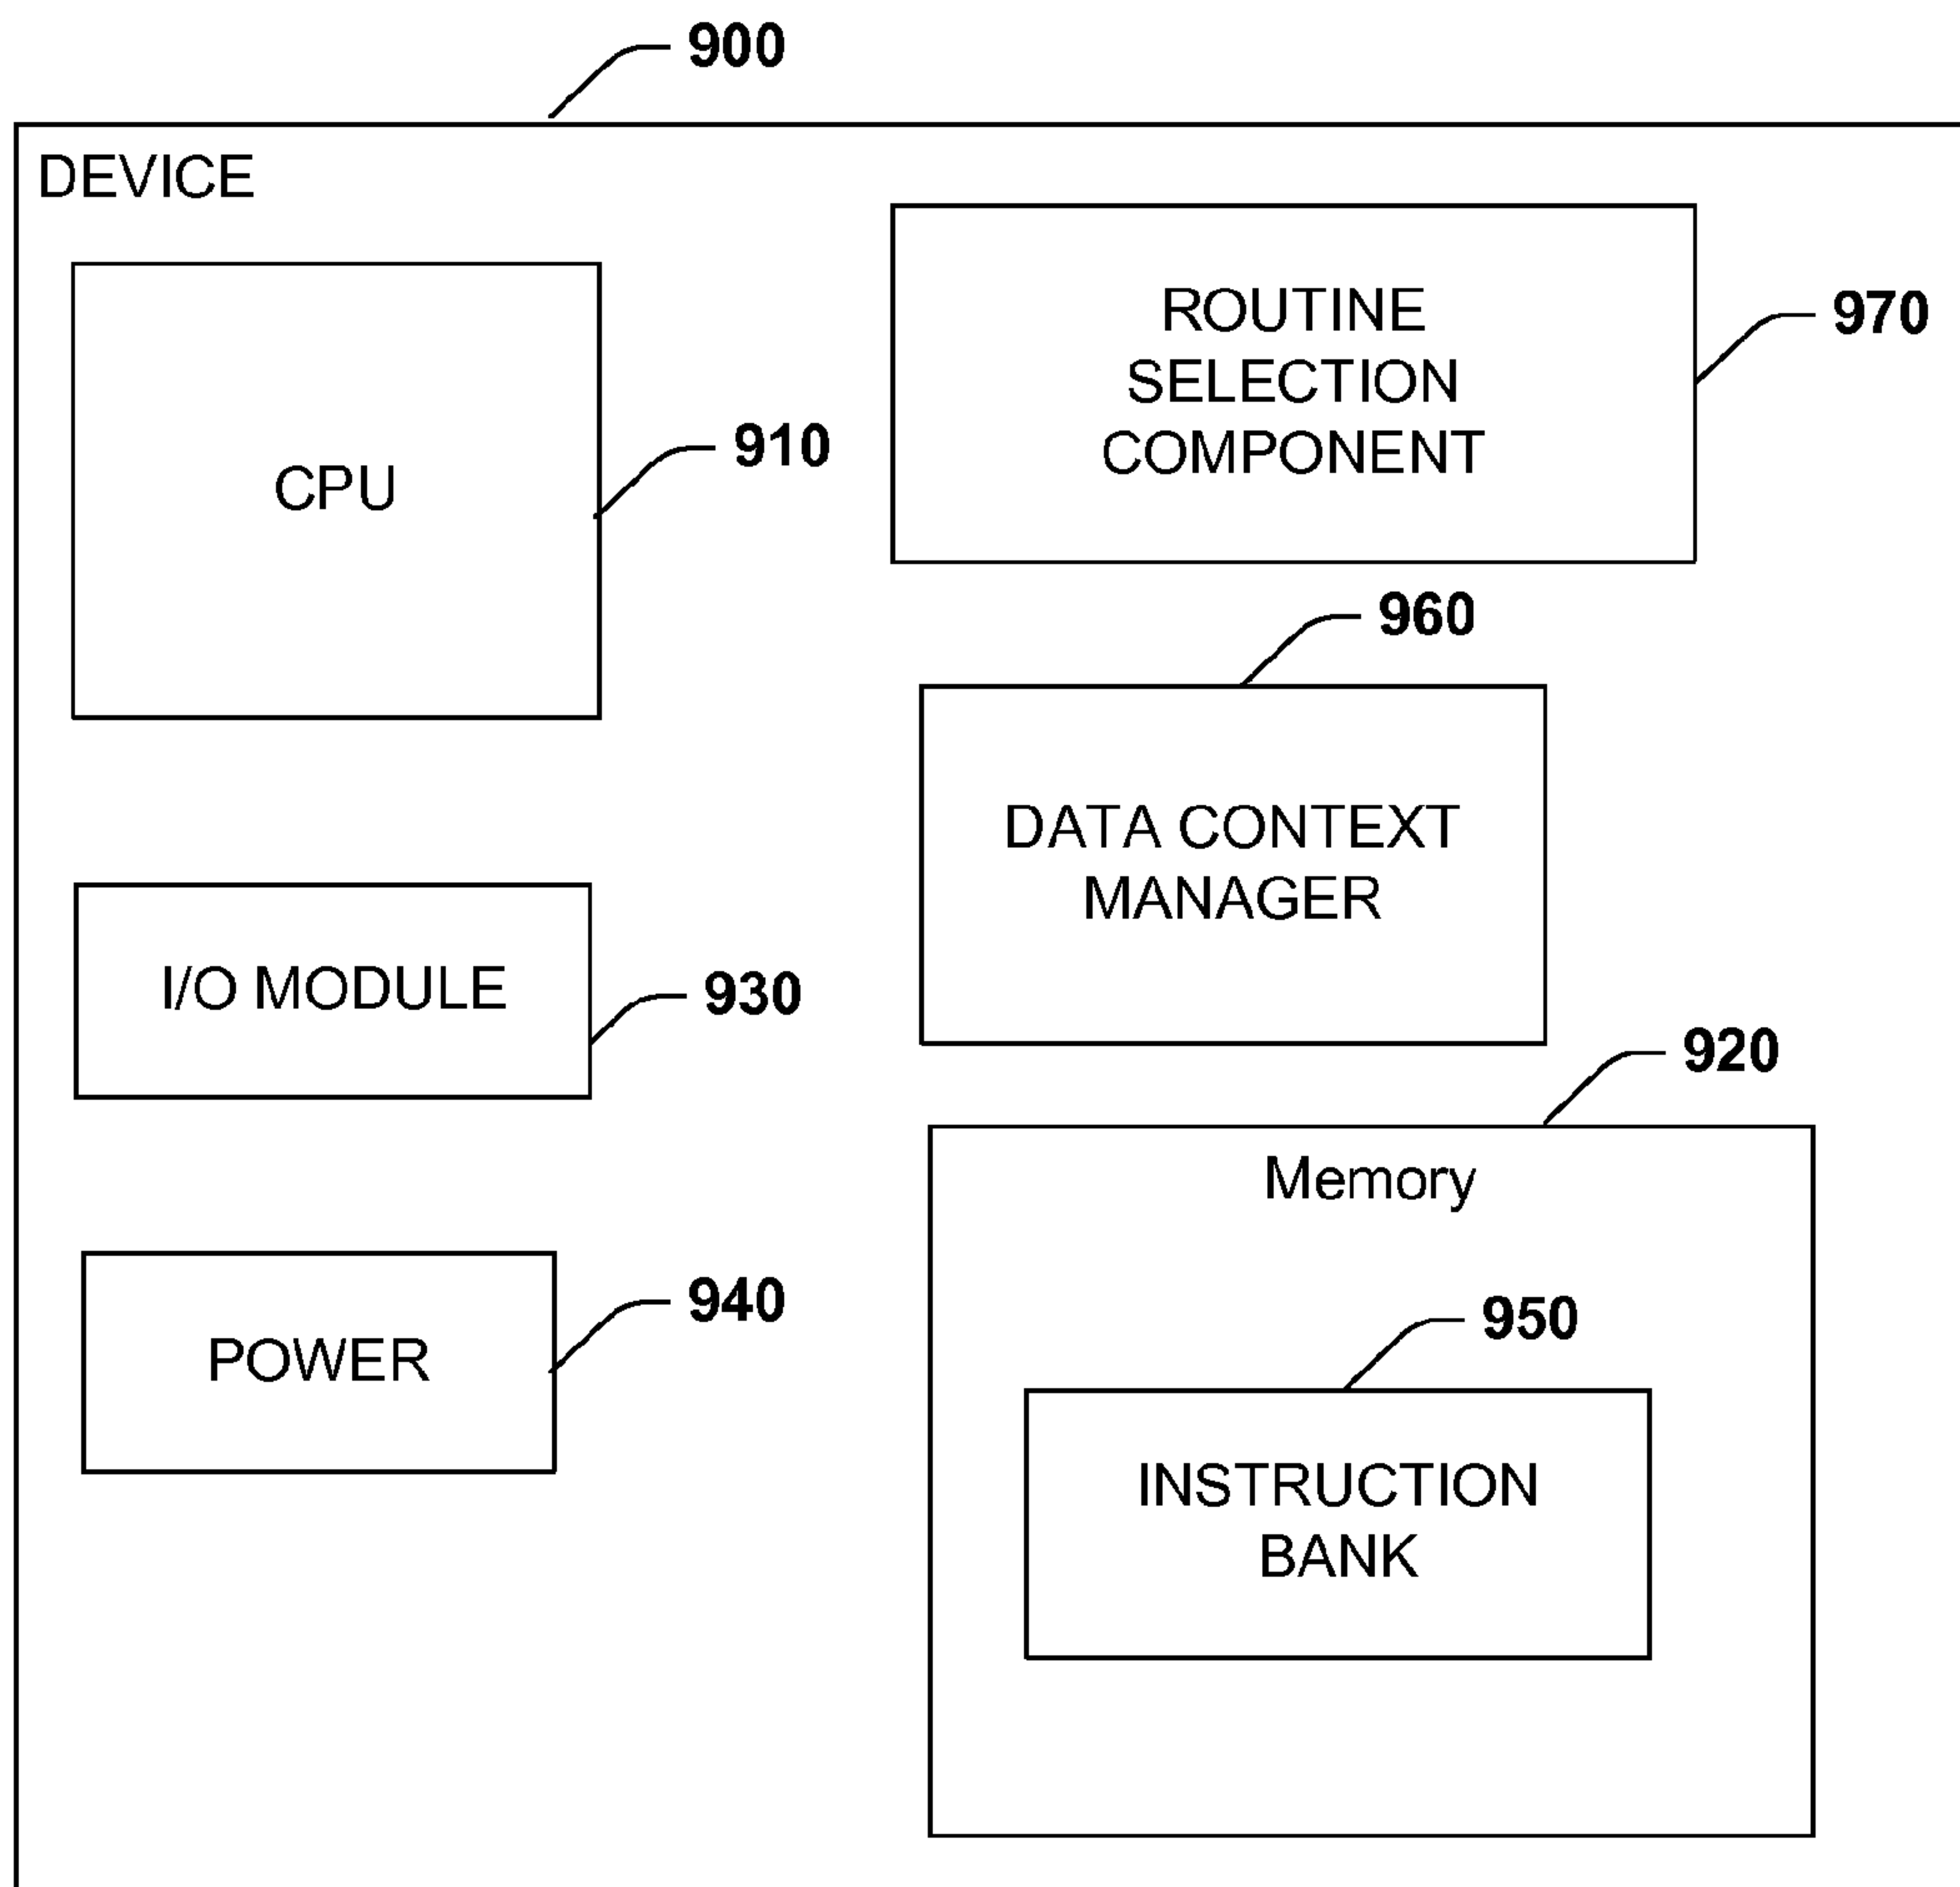 900
DEVICE
CPU
910
ROUTINE
SELECTION
COMPONENT
970
960
DATA CONTEXT
MANAGER
I/O MODULE
930
920
Memory
POWER
940
950
INSTRUCTION
BANK